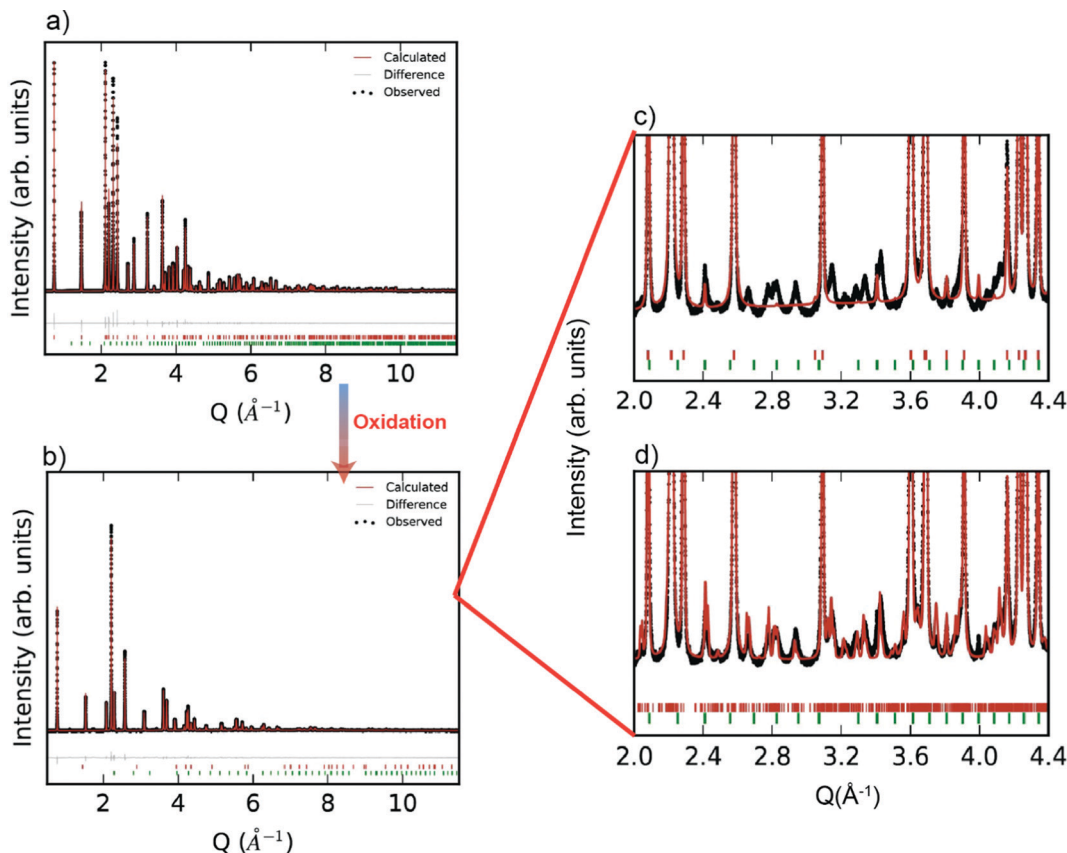 a)
Calculated
Difference
Observed
Intensity (arb. units)
2 4 6 8 10
Q (Å⁻¹)
Oxidation
b)
Calculated
Difference
Observed
Intensity (arb. units)
2 4 6 8 10
Q (Å⁻¹)
c)
2.0 2.4 2.8 3.2 3.6 4.0 4.4
Intensity (arb. units)
d)
2.0 2.4 2.8 3.2 3.6 4.0 4.4
Q(Å⁻¹)